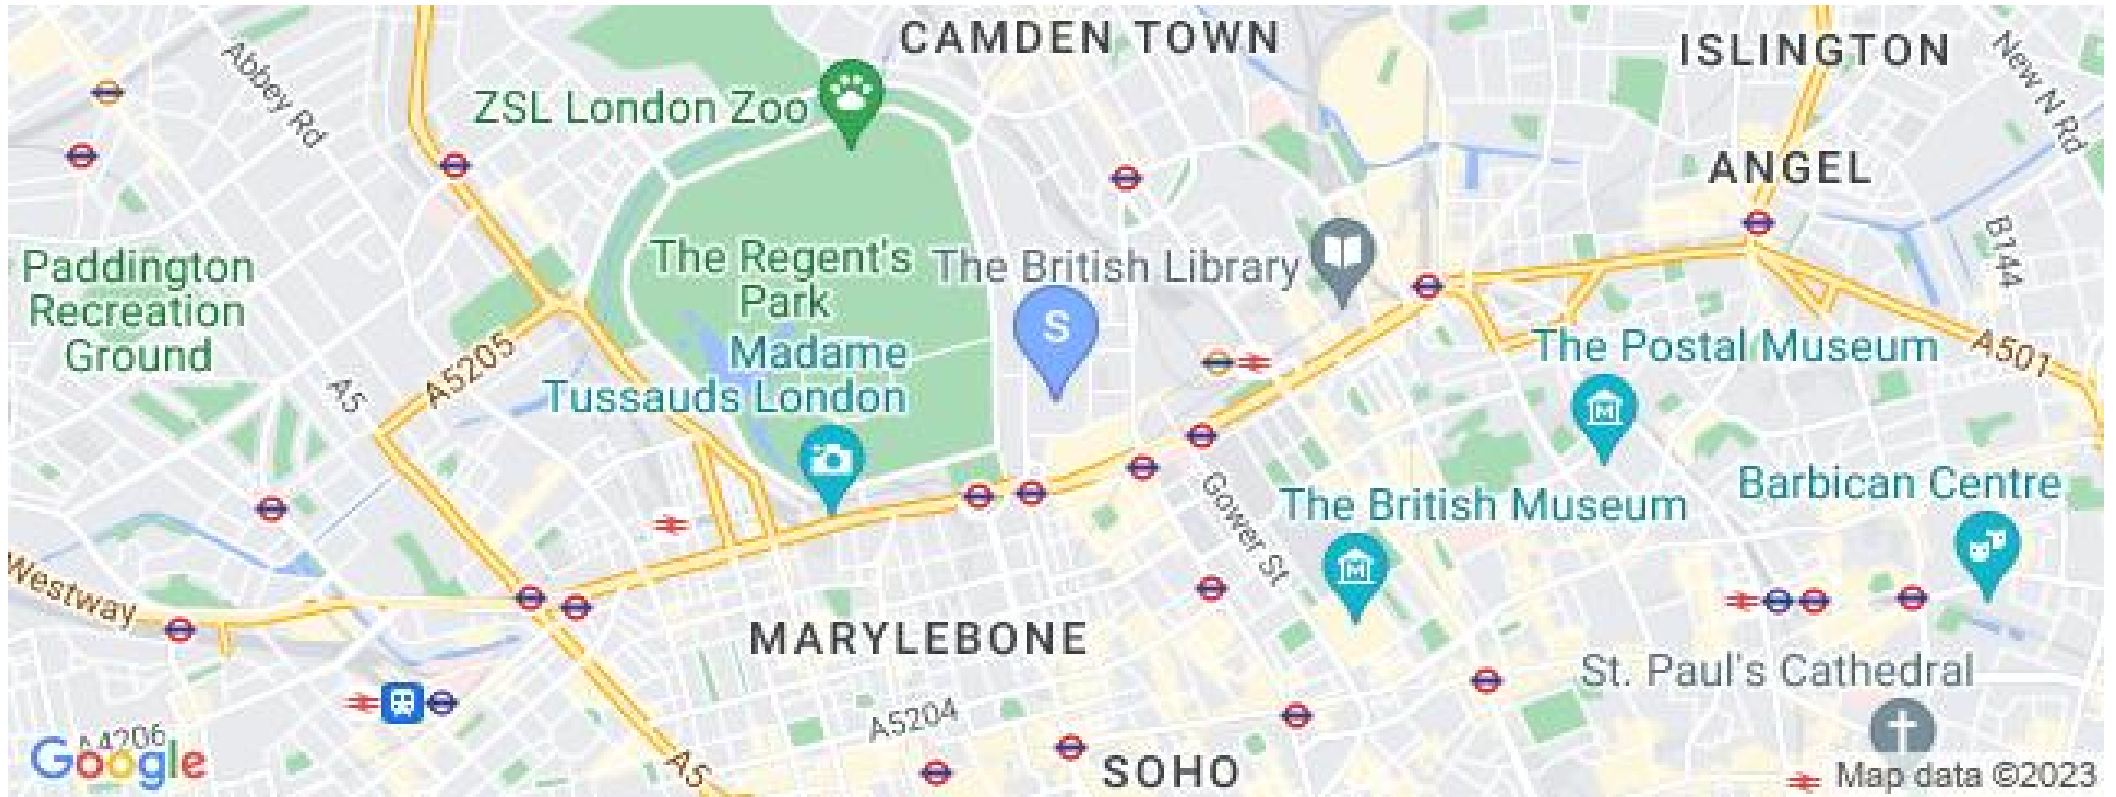 CAMDEN TOWN
ISLINGTON
Abbey Rd
New N Rd
ZSL London Zoo
ANGEL
B144
Paddington
Recreation
Ground
The Regent's
Park
The British Library
S
Madame
Tussauds London
A5205
A5
The Postal Museum
A501
Gower St
The British Museum
Barbican Centre
Westway
MARYLEBONE
St. Paul's Cathedral
A5204
A4206
Google
A5
SOHO
Map data ©2023